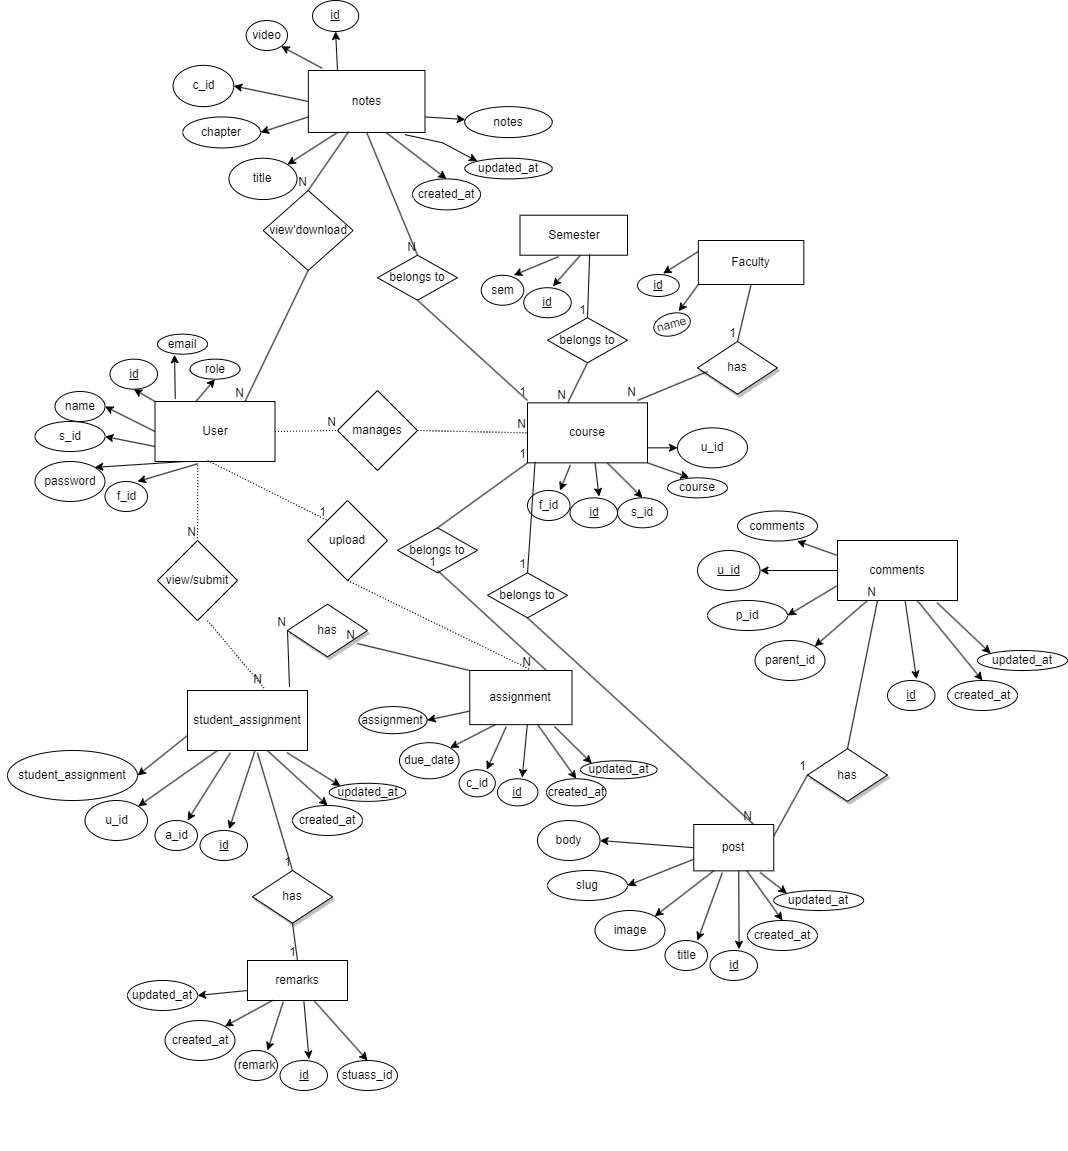 id
video
c_id
notes
notes
chapter
updated_at
title
N
created_at
view'download
Semester
N
Faculty
belongs to
id
sem
id
1
name
1
belongs to
email
has
role
id
N
1
N
N
name
N
N
User
manages
course
s_id
u_id
1
password
course
f_id
f_id
id
s_id
1
comments
N
upload
belongs to
1
1
u_id
comments
view/submit
N
belongs to
p_id
N
has
N
parent_id
updated_at
N
N
id
created_at
assignment
student_assignment
assignment
due_date
1
updated_at
has
student_assignment
c_id
id
created_at
updated_at
u_id
created_at
N
a_id
id
body
post
1
slug
has
updated_at
image
created_at
1
title
id
remarks
updated_at
created_at
remark
id
stuass_id